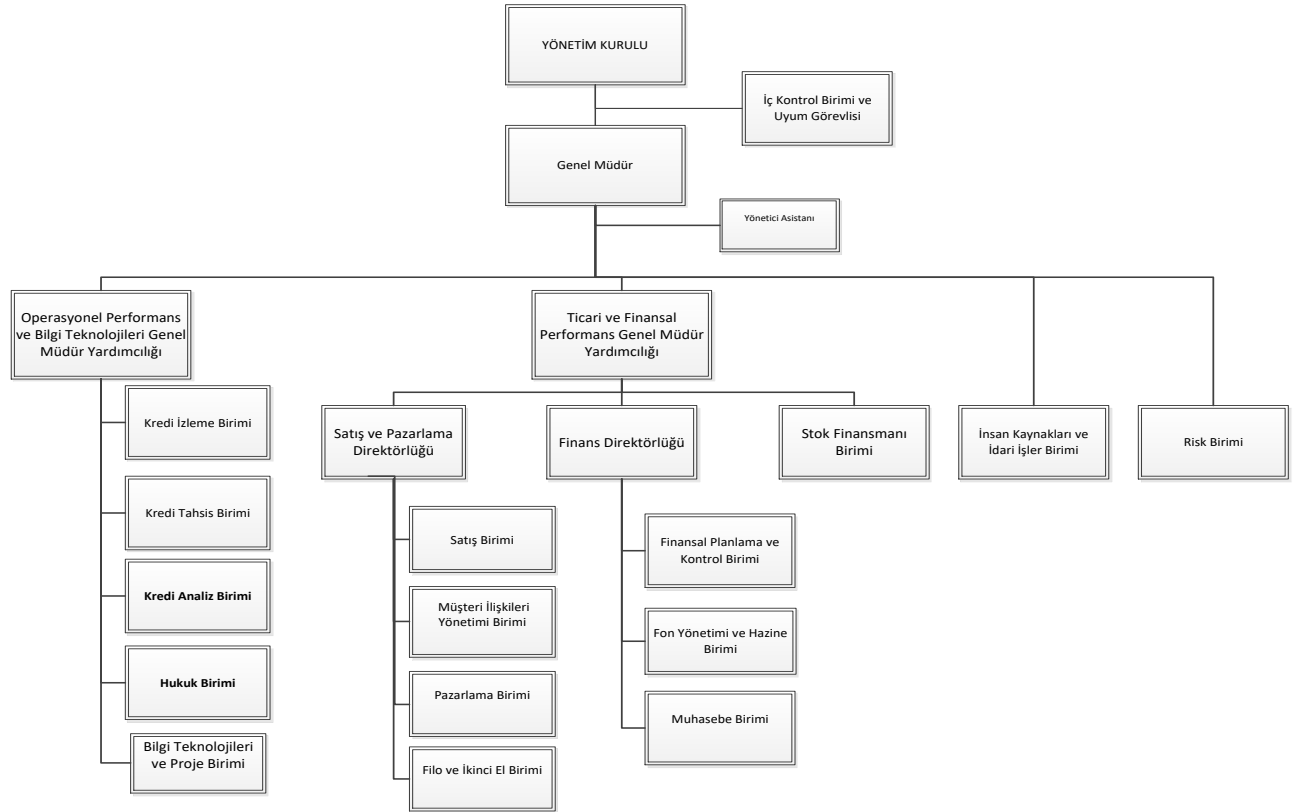 YÖNETİM KURULU
İç Kontrol Birimi ve
Uyum Görevlisi
Genel Müdür
Yönetici Asistanı
Operasyonel Performans
ve Bilgi Teknolojileri Genel
Müdür Yardımcılığı
Ticari ve Finansal
Performans Genel Müdür
Yardımcılığı
Kredi İzleme Birimi
Kredi Tahsis Birimi
Kredi Analiz Birimi
Hukuk Birimi
Bilgi Teknolojileri
ve Proje Birimi
Satış ve Pazarlama
Direktörlüğü
Satış Birimi
Müşteri İlişkileri
Yönetimi Birimi
Pazarlama Birimi
Filo ve İkinci El Birimi
Finans Direktörlüğü
Finansal Planlama ve
Kontrol Birimi
Fon Yönetimi ve Hazine
Birimi
Muhasebe Birimi
Stok Finansmanı
Birimi
İnsan Kaynakları ve
İdari İşler Birimi
Risk Birimi